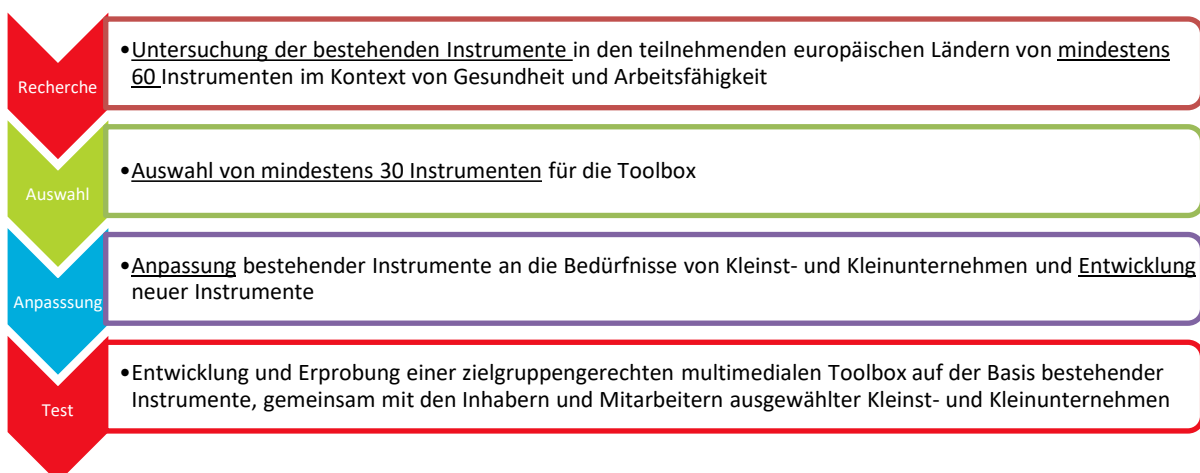 Recherche
•Untersuchung der bestehenden Instrumente in den teilnehmenden europäischen Ländern von mindestens
60 Instrumenten im Kontext von Gesundheit und Arbeitsfähigkeit
Auswahl
•Auswahl von mindestens 30 Instrumenten für die Toolbox
Anpasssung
•Anpassung bestehender Instrumente an die Bedürfnisse von Kleinst- und Kleinunternehmen und Entwicklung
neuer Instrumente
Test
•Entwicklung und Erprobung einer zielgruppengerechten multimedialen Toolbox auf der Basis bestehender
Instrumente, gemeinsam mit den Inhabern und Mitarbeitern ausgewählter Kleinst- und Kleinunternehmen